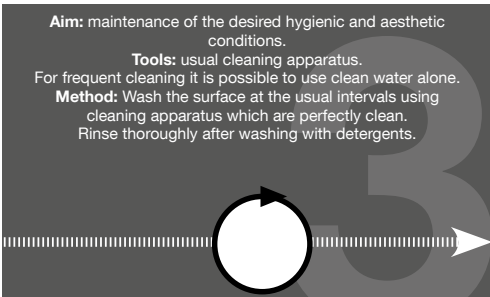 Aim: maintenance of the desired hygienic and aesthetic
conditions.
Tools: usual cleaning apparatus.
For frequent cleaning it is possible to use clean water alone.
Method: Wash the surface at the usual intervals using
cleaning apparatus which are perfectly clean.
Rinse thoroughly after washing with detergents.
3